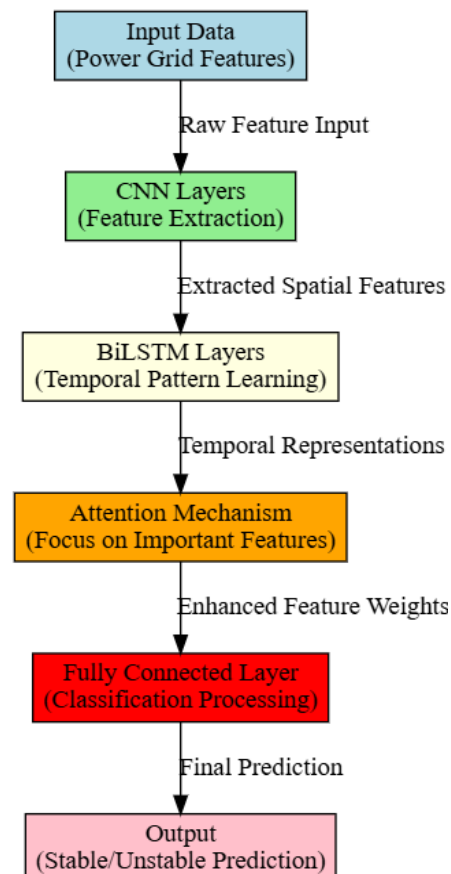 Input Data
(Power Grid Features)
Raw Feature Input
CNN Layers
(Feature Extraction)
Extracted Spatial Features
BiLSTM Layers
(Temporal Pattern Learning)
Temporal Representations
Attention Mechanism
(Focus on Important Features)
Enhanced Feature Weights
Fully Connected Layer
(Classification Processing)
Final Prediction
Output
(Stable/Unstable Prediction)